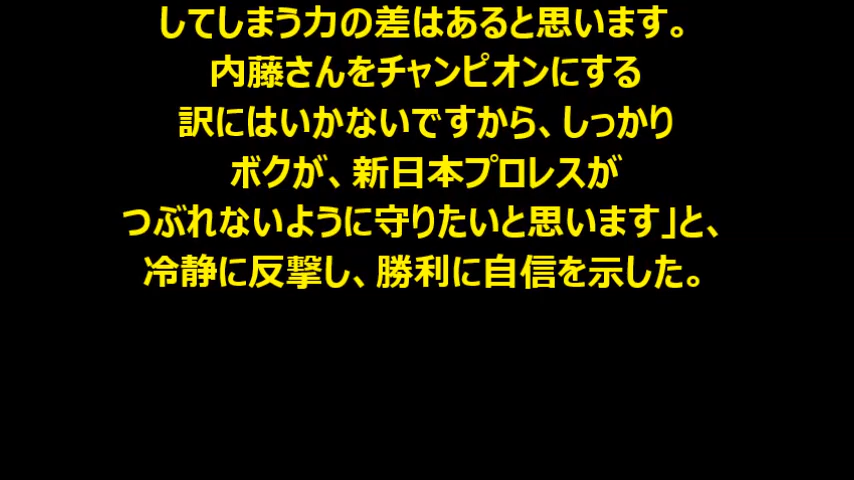 してしまう力の差はあると思います。
内藤さんをチャンピオンにする
訳にはいかないですから、しっかり
ボクが、新日本プロレスが
つぶれないように守りたいと思います」と、
冷静に反撃し、勝利に自信を示した。